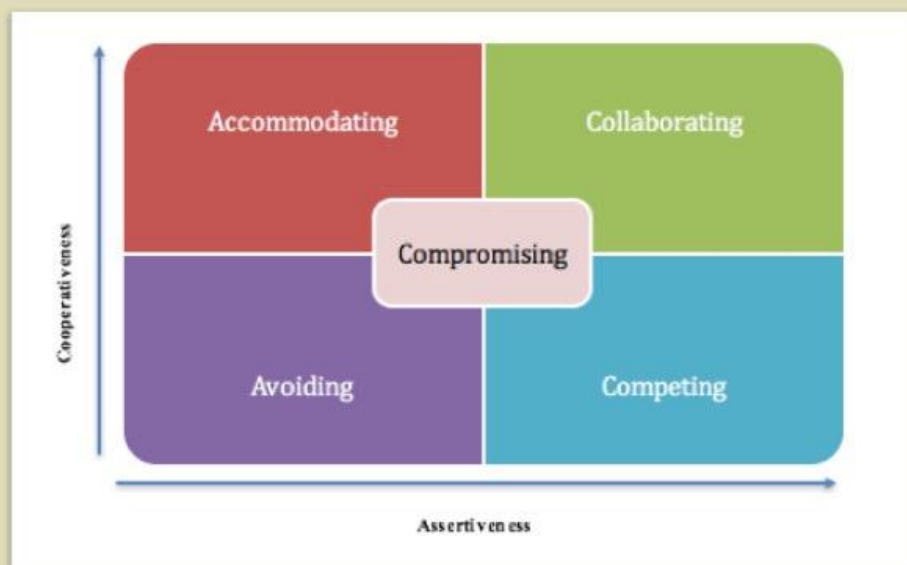 Accommodating
Collaborating
Compromising
Avoiding
Competing
Cooperativeness
Assertiveness